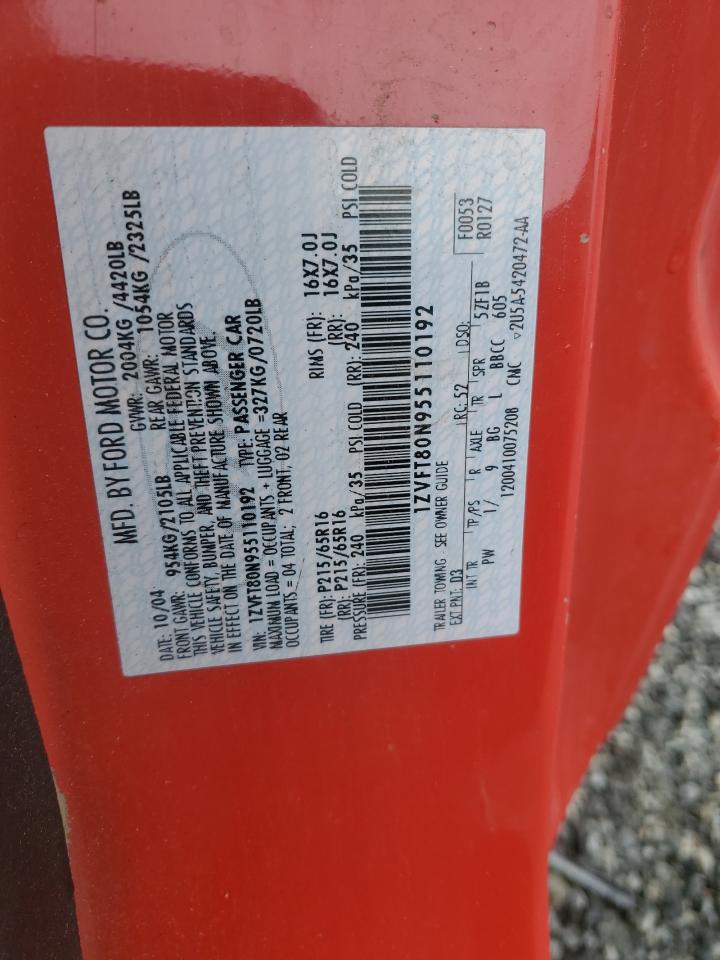 MFD. BY FORD MOTOR CO.
DATE: 10/04 GVWR: 2004KG /4420LB
FRONT GAWR: 954KG/2105LB REAR GAWR: 1054KG /2325LB
THIS VEHICLE CONFORMS TO ALL APPLICABLE FEDERAL MOTOR
VEHICLE SAFETY, BUMPER, AND THEFT PREVENTION STANDARDS
IN EFFECT ON THE DATE OF MANUFACTURE SHOWN ABOVE.
VIN: 1ZVFT80N955110192 TYPE: PASSENGER CAR
MAXIMUM LOAD = OCCUPANTS + LUGGAGE =327KG/0720LB
OCCUPANTS = 04 TOTAL; 2 FRONT, 02 REAR
TIRE (FR): P215/65R16 RIMS (FR): 16X7.0J
(RR): P215/65R16 (RR): 16X7.0J
PRESSURE (FR): 240 kPa/35 PSI COLD (RR): 240 kPa/35 PSI COLD
1ZVFT80N955110192
TRAILER TOWING - SEE OWNER GUIDE
EXT PNT: D3 RC: 52 DSO: F0053
R0127
INT TR TP/PS R AXLE TR SPR 5ZF1B
PW 1/ 9 BG L BBCC 605
1200410075208 CMC ▽2U5A-5420472-AA